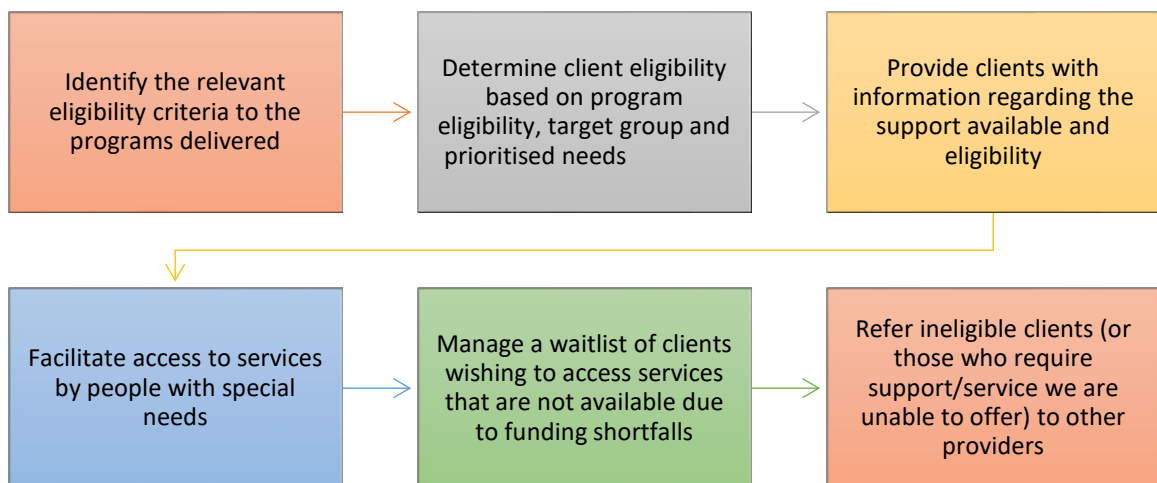 Identify the relevant
eligibility criteria to the
programs delivered
Determine client eligibility
based on program
eligibility, target group and
prioritised needs
Provide clients with
information regarding the
support available and
eligibility
Facilitate access to services
by people with special
needs
Manage a waitlist of clients
wishing to access services
that are not available due
to funding shortfalls
Refer ineligible clients (or
those who require
support/service we are
unable to offer) to other
providers